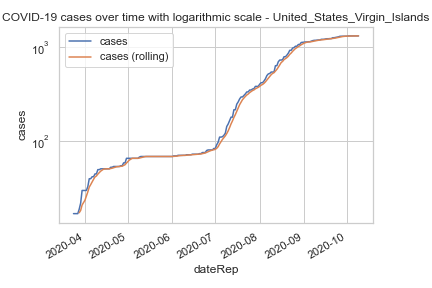 COVID-19 cases over time with logarithmic scale - United_States_Virgin_Islands
cases
cases (rolling)
10³
10²
cases
2020-04
2020-05
2020-06
2020-07
2020-08
2020-09
2020-10
dateRep